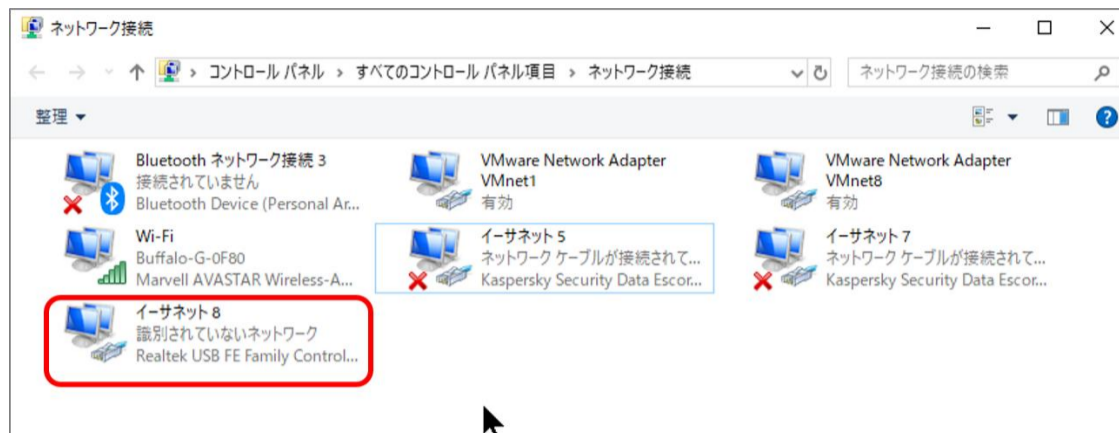 ネットワーク接続
コントロール パネル › すべてのコントロール パネル項目 › ネットワーク接続
ネットワーク接続の検索
整理
Bluetooth ネットワーク接続 3
接続されていません
Bluetooth Device (Personal Ar...
VMware Network Adapter
VMnet1
有効
VMware Network Adapter
VMnet8
有効
Wi-Fi
Buffalo-G-0F80
Marvell AVASTAR Wireless-A...
イーサネット 5
ネットワーク ケーブルが接続されて...
Kaspersky Security Data Escor...
イーサネット 7
ネットワーク ケーブルが接続されて...
Kaspersky Security Data Escor...
イーサネット 8
識別されていないネットワーク
Realtek USB FE Family Control...